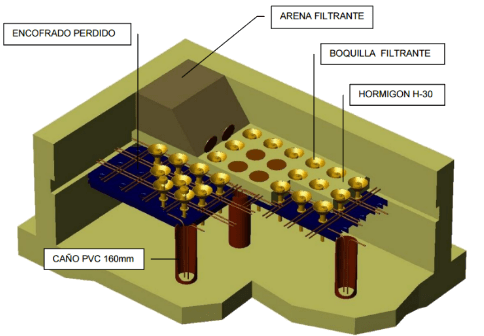 ARENA FILTRANTE
ENCOFRADO PERDIDO
BOQUILLA FILTRANTE
HORMIGON H-30
CAÑO PVC 160mm